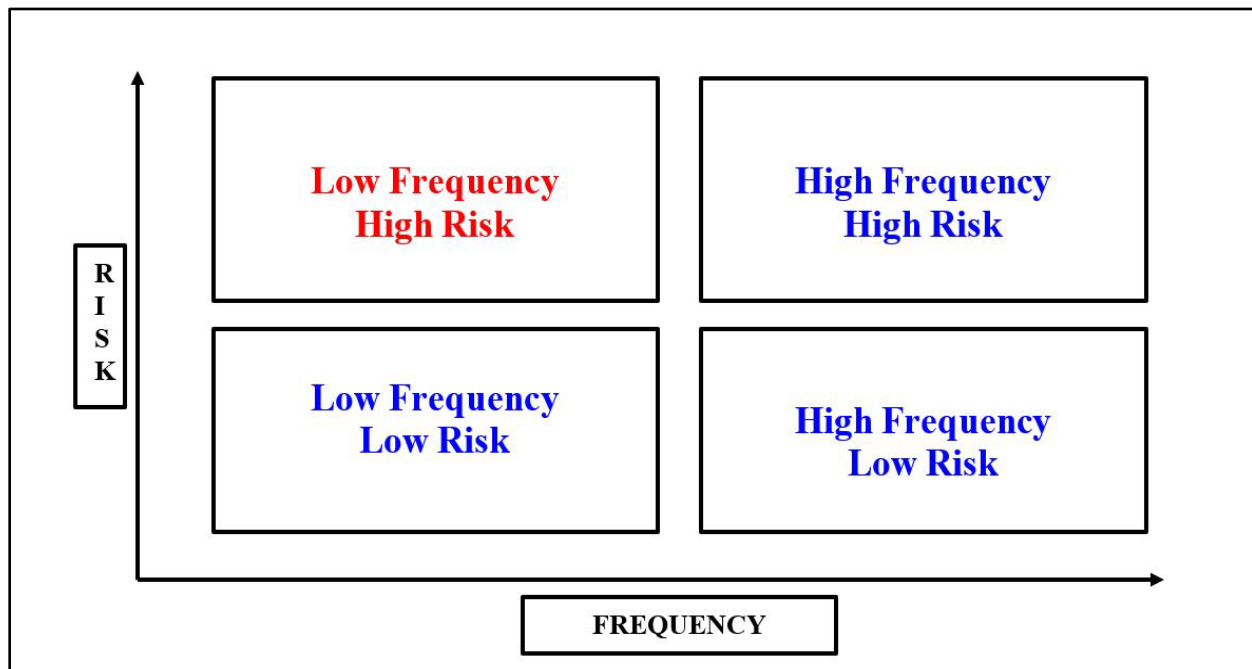 Low Frequency
High Risk
High Frequency
High Risk
R
I
S
K
Low Frequency
Low Risk
High Frequency
Low Risk
FREQUENCY